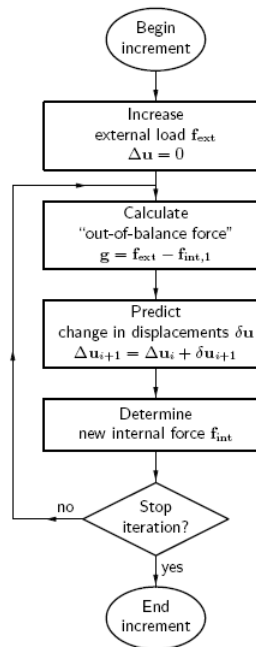 Begin
increment
Increase
external load f_ext
Δu = 0
Calculate
“out-of-balance force”
g = f_ext − f_int,1
Predict
change in displacements δu
Δu_i+1 = Δu_i + δu_i+1
Determine
new internal force f_int
no
Stop
iteration?
yes
End
increment